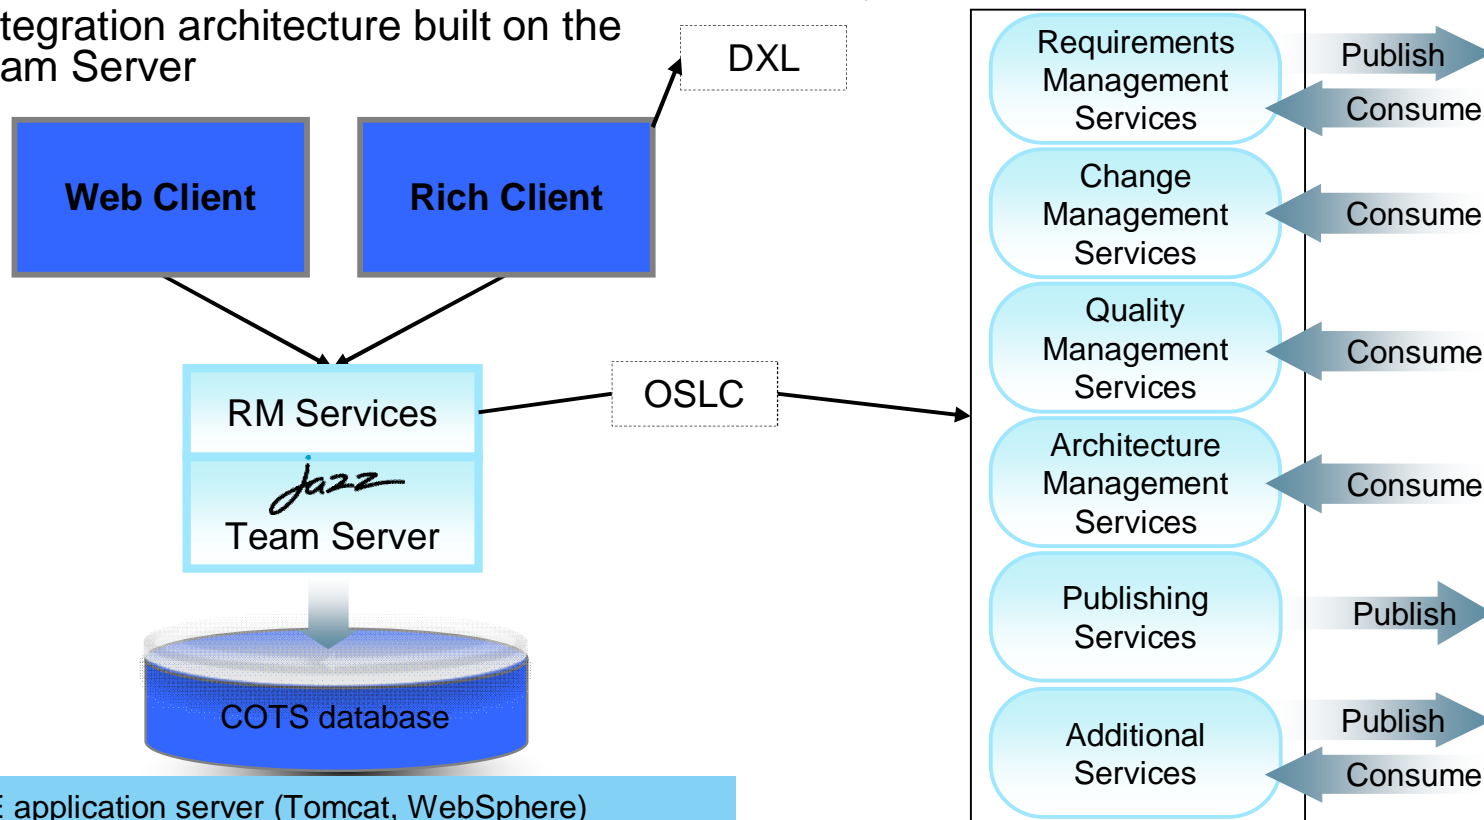 tegration architecture built on the
am Server
DXL
Web Client
Rich Client
RM Services
jazz
Team Server
OSLC
COTS database
E application server (Tomcat, WebSphere)
Requirements
Management
Services
Publish
Consume
Change
Management
Services
Consume
Quality
Management
Services
Consume
Architecture
Management
Services
Consume
Publishing
Services
Publish
Additional
Services
Publish
Consume